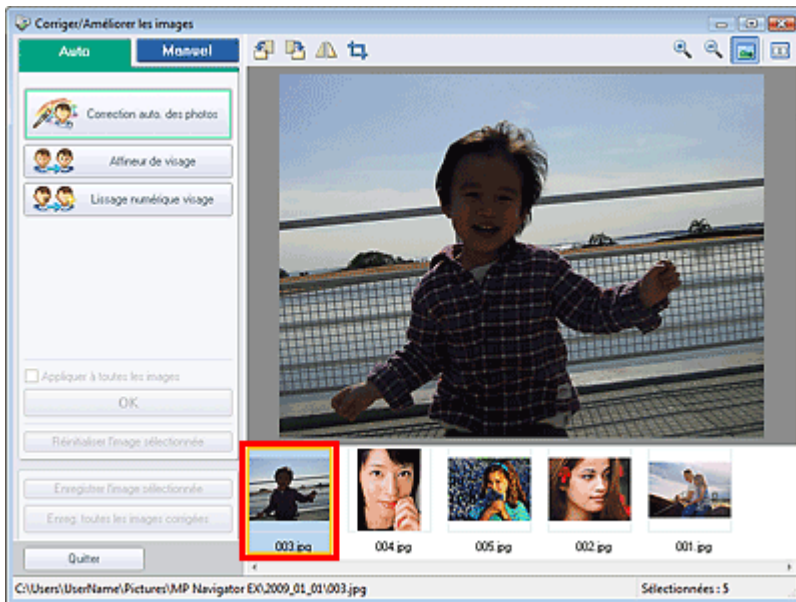 Corriger/Améliorer les images
Auto
Manuel
Correction auto. des photos
Affineur de visage
Lissage numérique visage
Appliquer à toutes les images
OK
Réinitialiser l'image sélectionnée
Enregistrer l'image sélectionnée
Enreg. toutes les images corrigées
Quitter
003.jpg
004.jpg
005.jpg
002.jpg
001.jpg
C:\Users\UserName\Pictures\MP Navigator EX\2009_01_01\003.jpg
Sélectionnées : 5